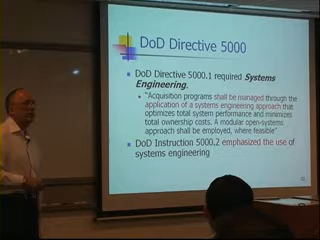 DoD Directive 5000
DoD Directive 5000.1 required Systems
Engineering.
"Acquisition programs shall be managed through the
application of a systems engineering approach that
optimizes total system performance and minimizes
total ownership costs. A modular open-systems
approach shall be employed, where feasible"
DoD Instruction 5000.2 emphasized the use of
systems engineering